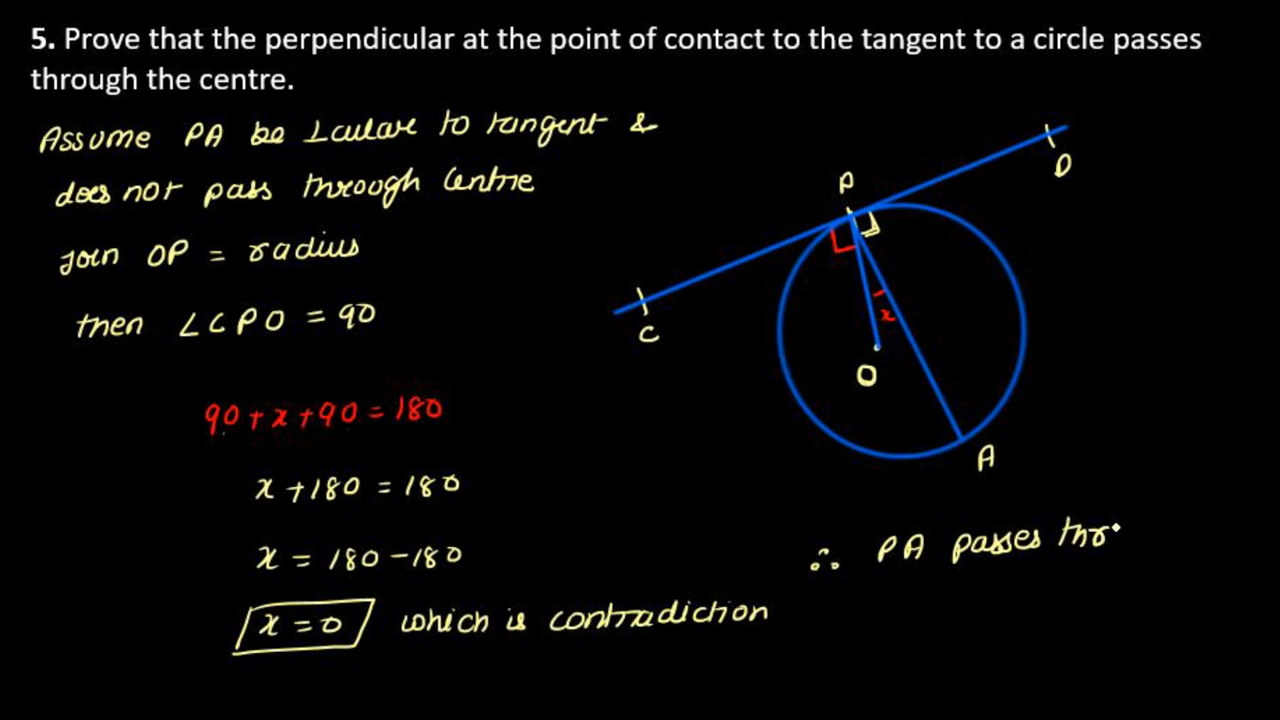 5. Prove that the perpendicular at the point of contact to the tangent to a circle passes
through the centre.
Assume PA be ⊥cular to tangent &
does not pass through Centre
Join OP = radius
then ∠CPO = 90
90 + x + 90 = 180
x + 180 = 180
x = 180 - 180
x = 0 which is contradiction
P
D
C
x
O
A
∴ PA passes thro